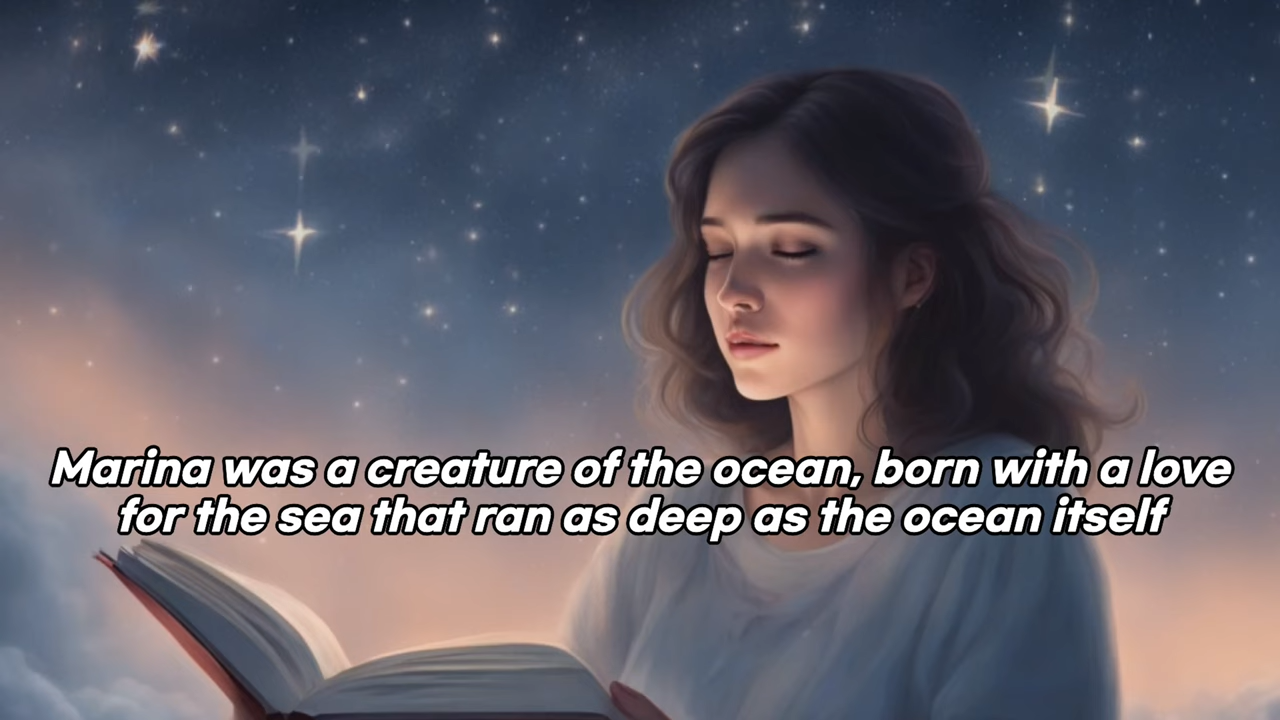 Marina was a creature of the ocean, born with a love
for the sea that ran as deep as the ocean itself